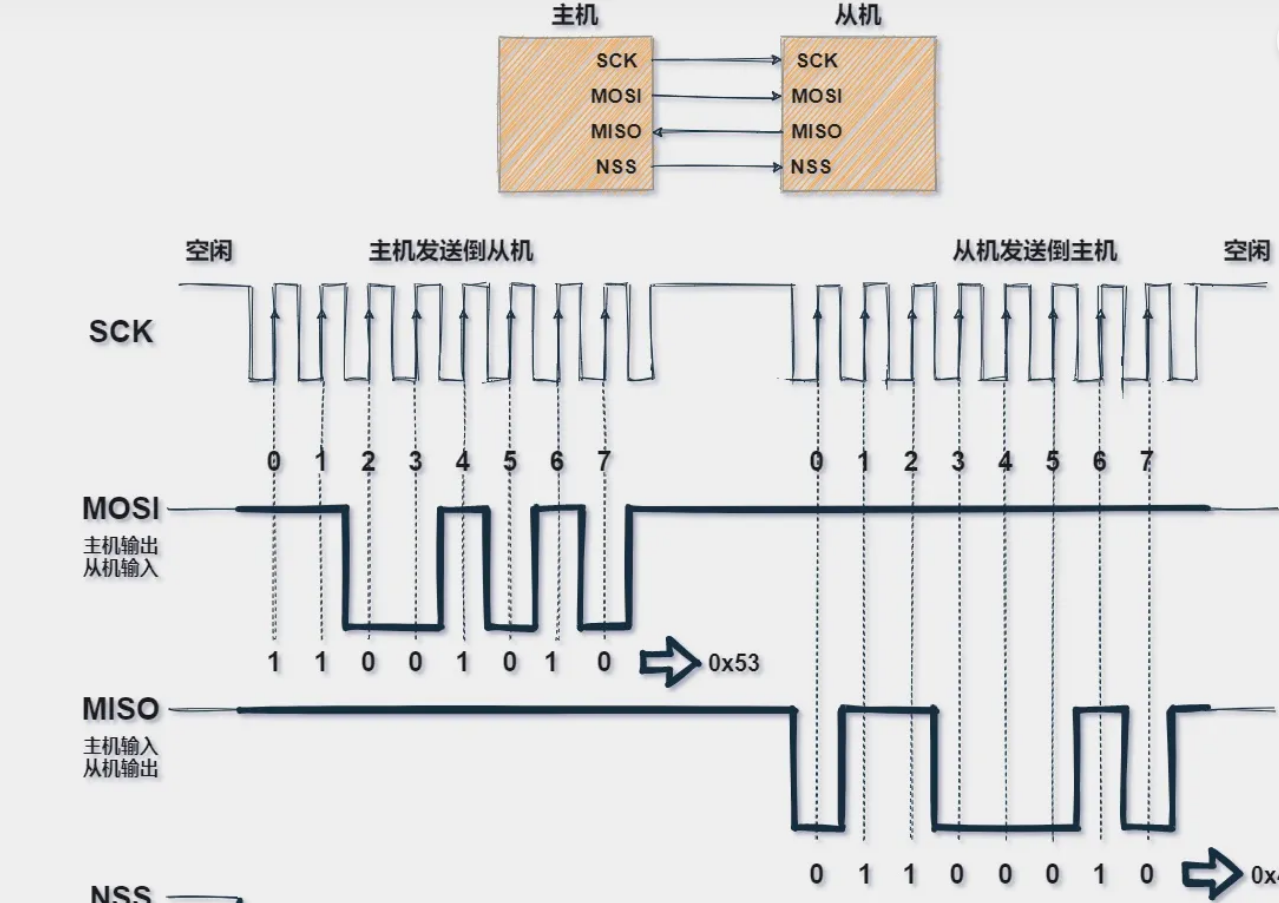 主机 从机
SCK SCK
MOSI MOSI
MISO MISO
NSS NSS
空闲 主机发送倒从机 从机发送倒主机 空闲
SCK
0 1 2 3 4 5 6 7 0 1 2 3 4 5 6 7
MOSI
主机输出
从机输入
1 1 0 0 1 0 1 0 0x53
MISO
主机输入
从机输出
0 1 1 0 0 0 1 0
NSS